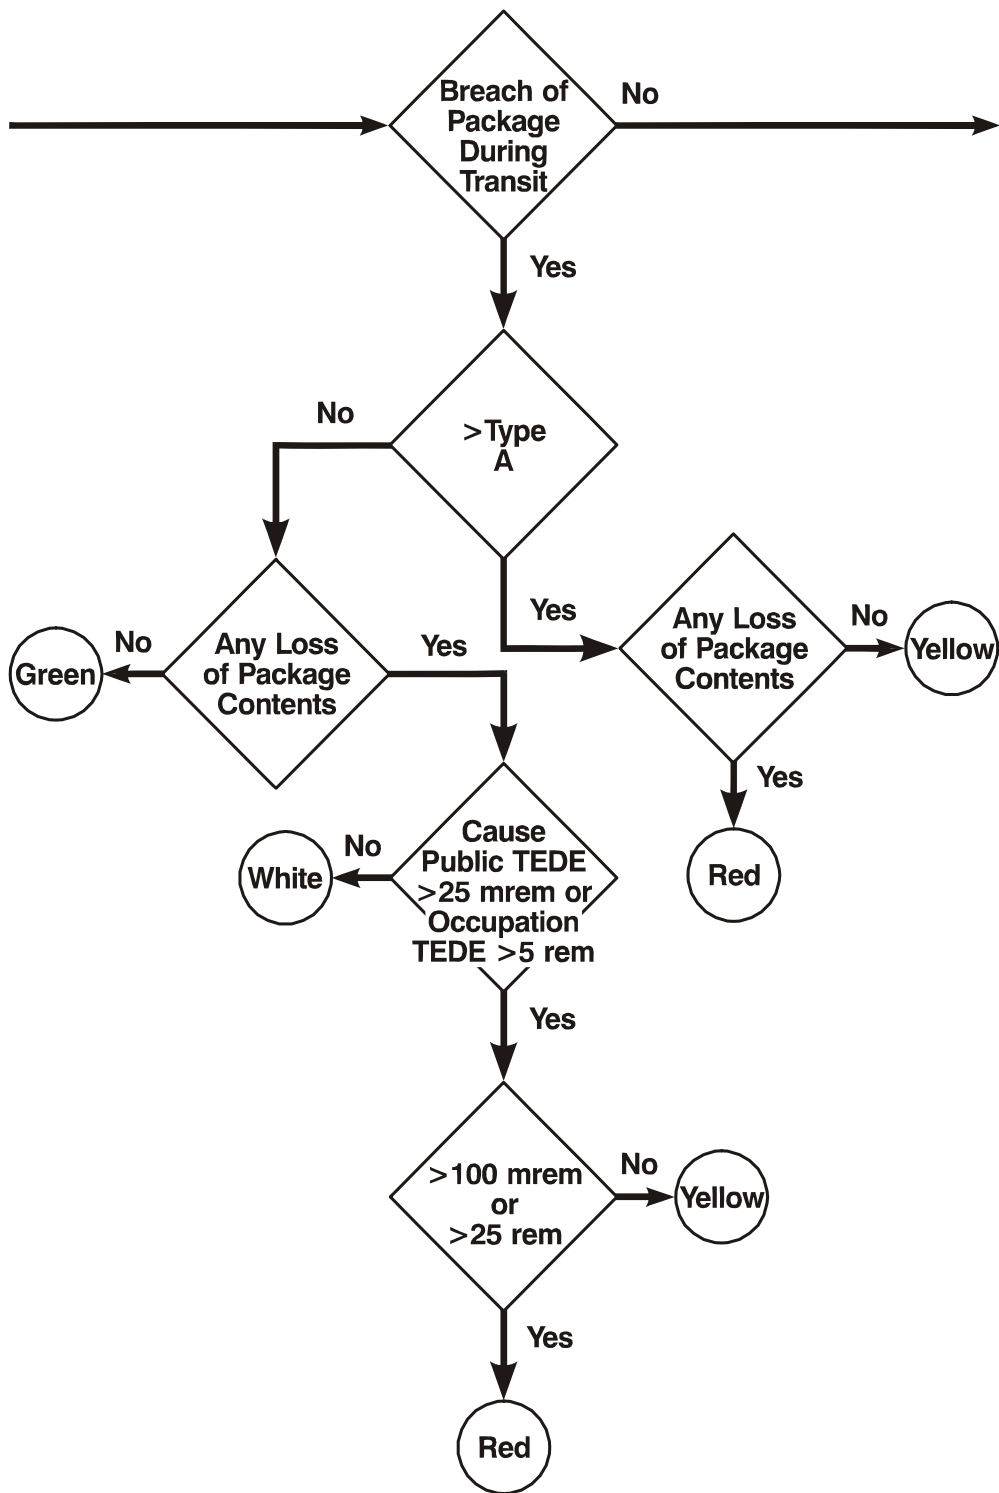 Breach of
Package
During
Transit
No
Yes
>Type
A
No
Yes
Any Loss
of Package
Contents
No
Green
Yes
Any Loss
of Package
Contents
No
Yellow
Yes
Red
Cause
Public TEDE
>25 mrem or
Occupation
TEDE >5 rem
No
White
Yes
>100 mrem
or
>25 rem
No
Yellow
Yes
Red